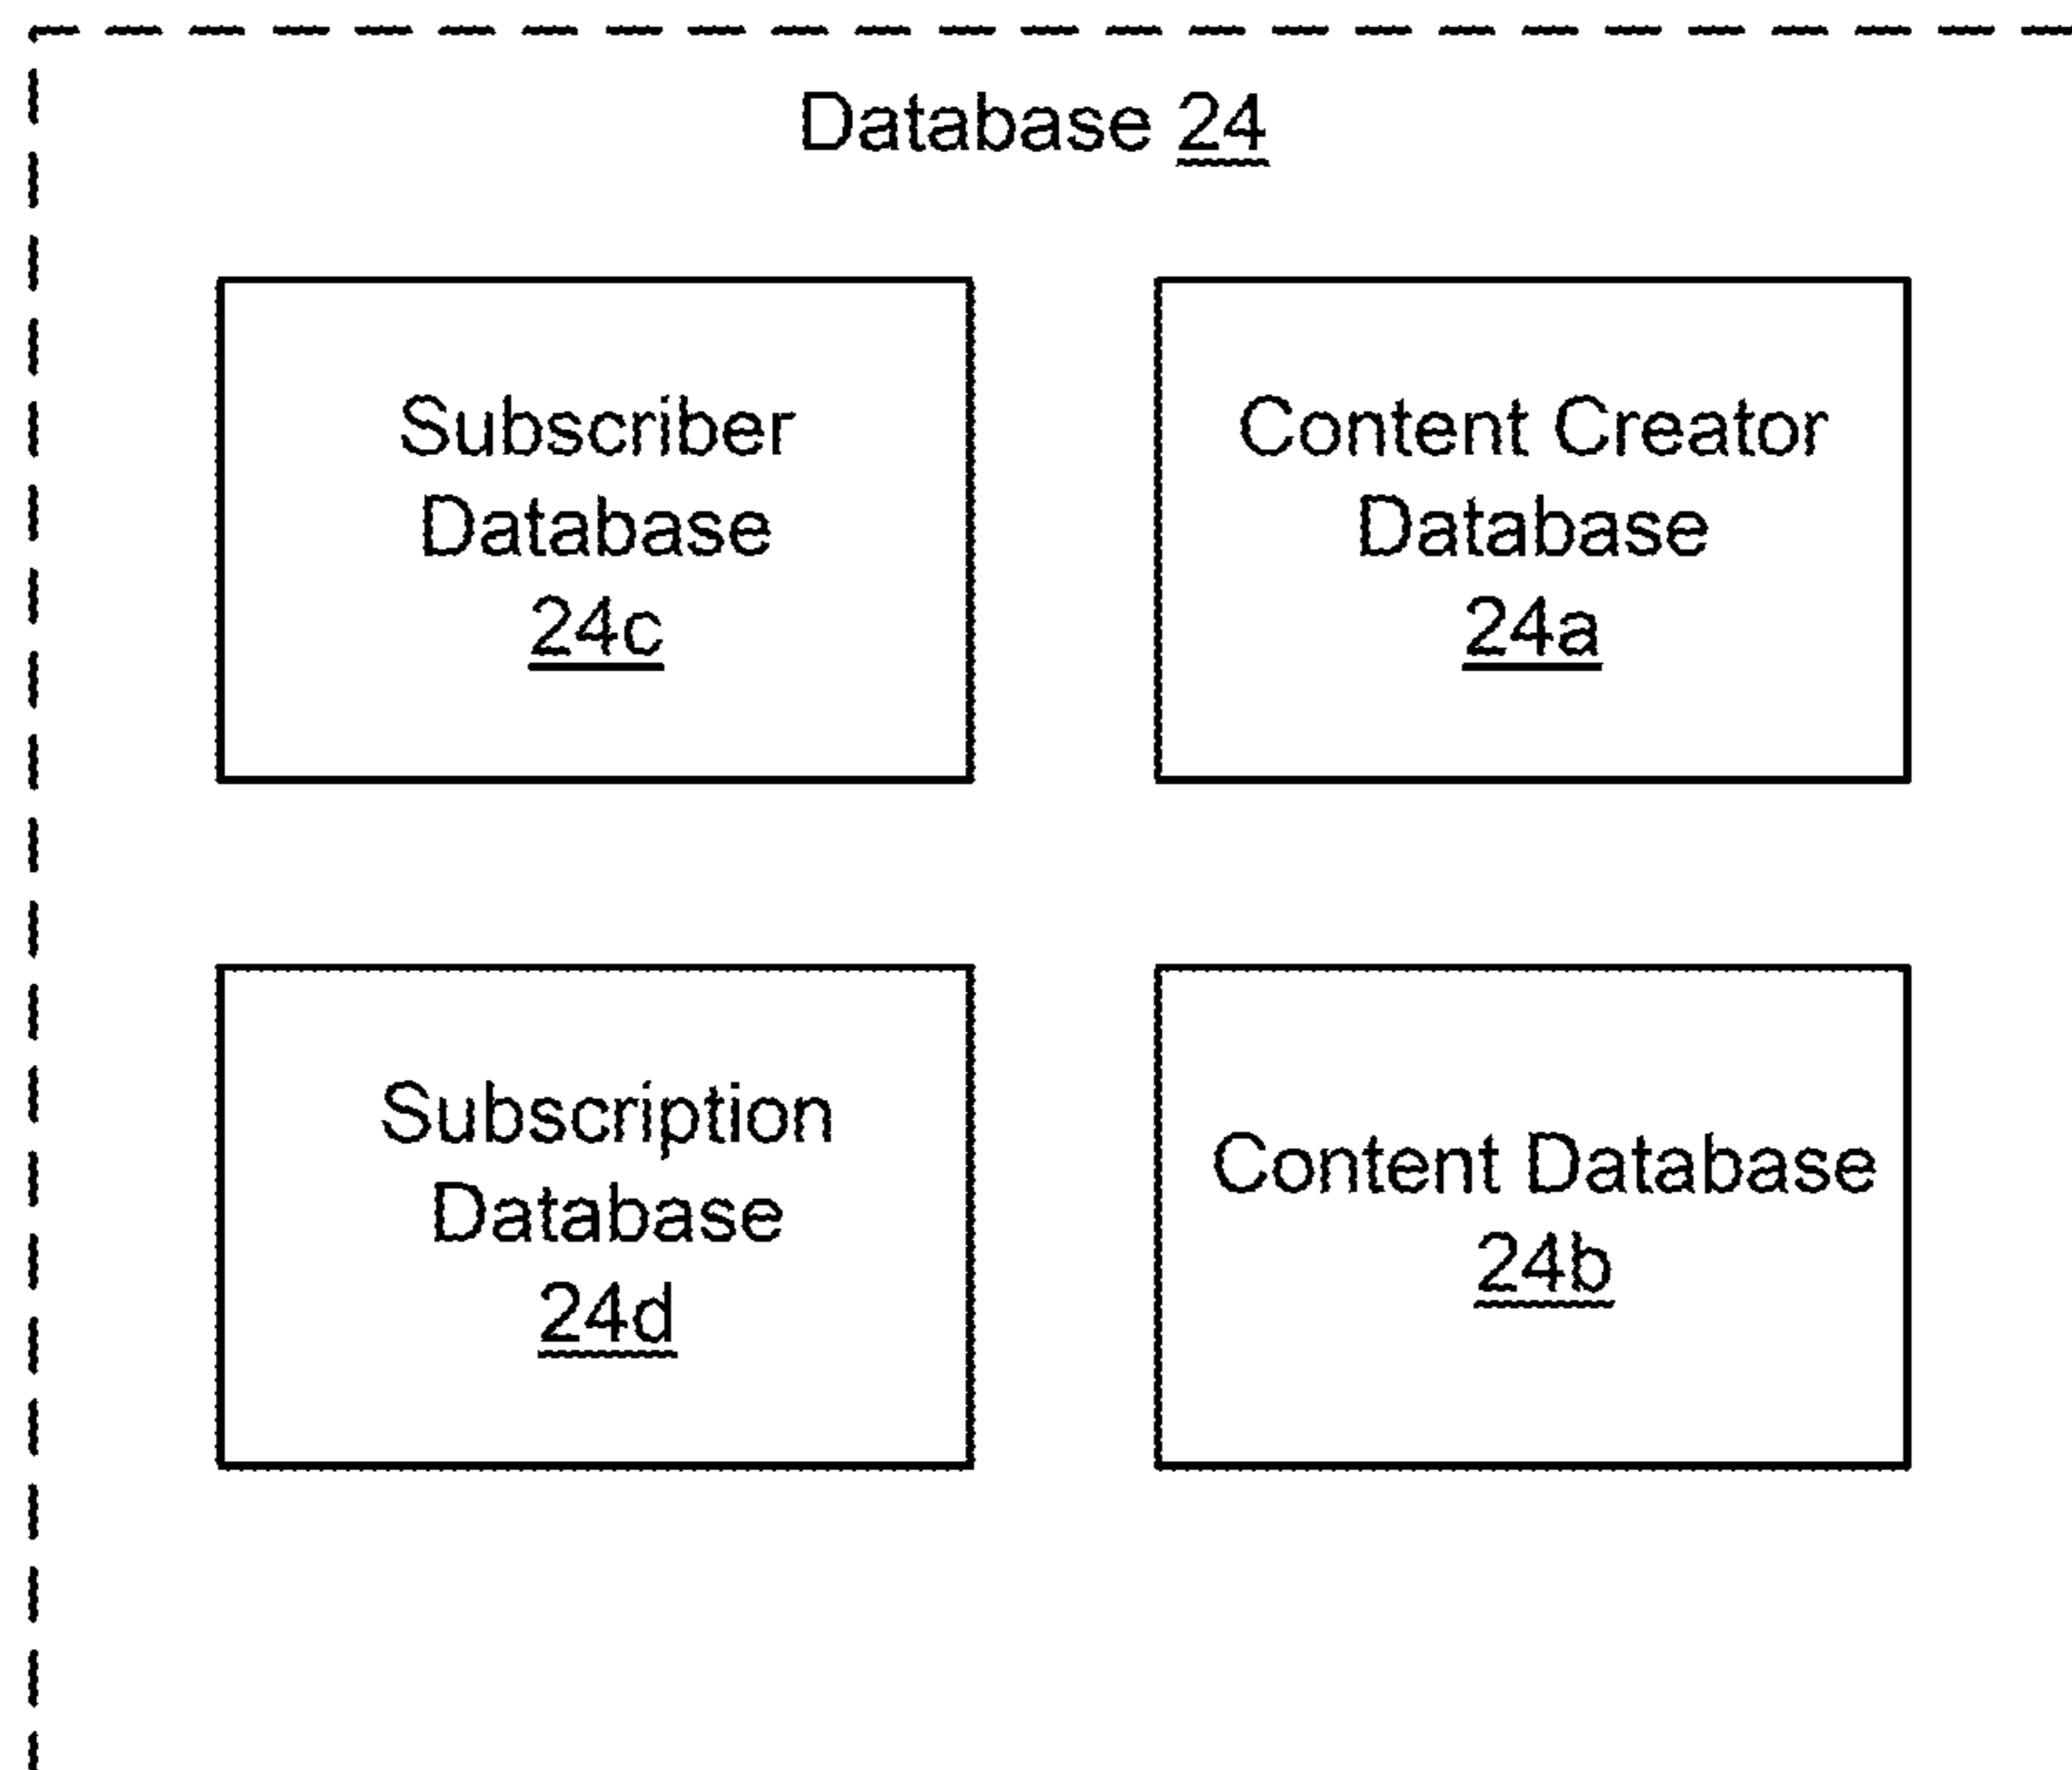 Database 24
Subscriber
Database
24c
Content Creator
Database
24a
Subscription
Database
24d
Content Database
24b